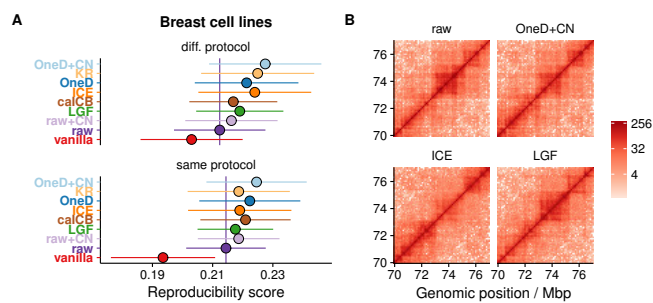 A
Breast cell lines
diff. protocol
OneD+CN
KR
OneD
ICE
calCB
LGF
raw+CN
raw
vanilla
same protocol
OneD+CN
KR
OneD
ICE
calCB
LGF
raw+CN
raw
vanilla
0.19 0.21 0.23
Reproducibility score
B
raw OneD+CN
76
74
72
70
ICE LGF
76
74
72
70
70 72 74 76 70 72 74 76
Genomic position / Mbp
256
32
4